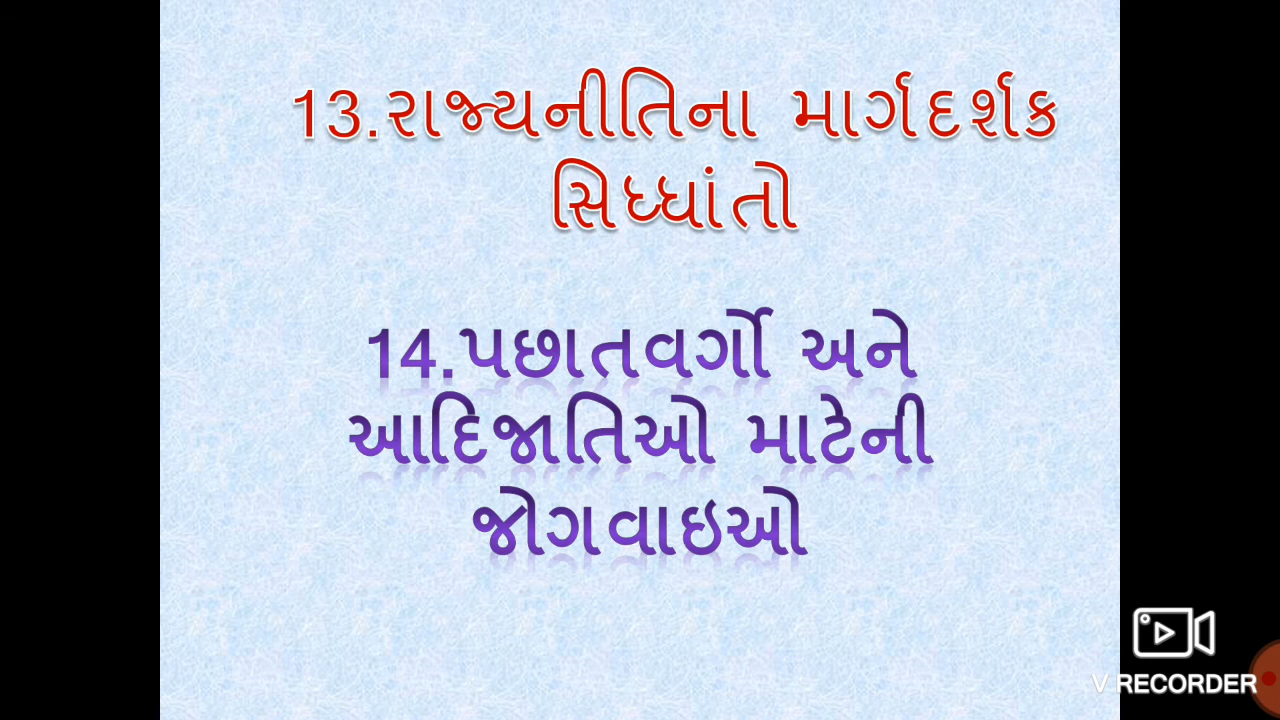 13.રાજ્યનીતિના માર્ગદર્શક
સિધ્ધાંતો
14.પછાતવર્ગો અને
આદિજાતિઓ માટેની
જોગવાઇઓ
V RECORDER